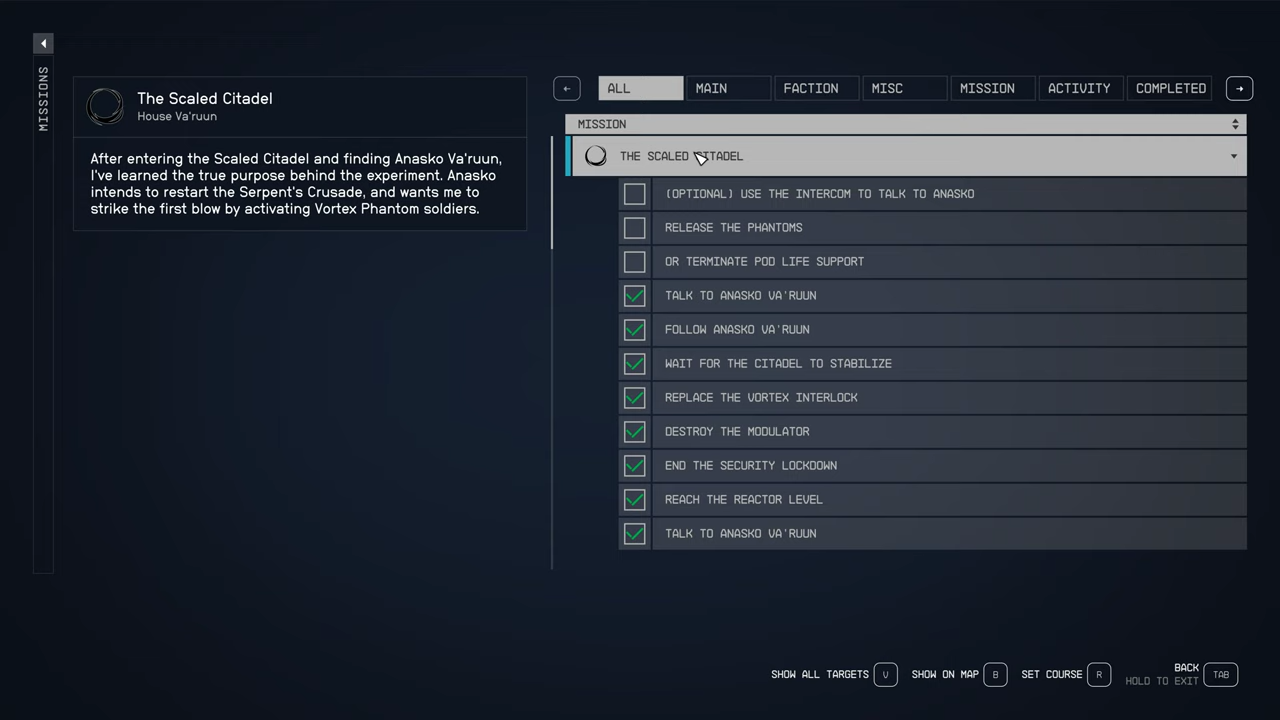 MISSIONS
The Scaled Citadel
House Va'ruun
After entering the Scaled Citadel and finding Anasko Va'ruun,
I've learned the true purpose behind the experiment. Anasko
intends to restart the Serpent's Crusade, and wants me to
strike the first blow by activating Vortex Phantom soldiers.
ALL
MAIN
FACTION
MISC
MISSION
ACTIVITY
COMPLETED
MISSION
THE SCALED CITADEL
(OPTIONAL) USE THE INTERCOM TO TALK TO ANASKO
RELEASE THE PHANTOMS
OR TERMINATE POD LIFE SUPPORT
TALK TO ANASKO VA'RUUN
FOLLOW ANASKO VA'RUUN
WAIT FOR THE CITADEL TO STABILIZE
REPLACE THE VORTEX INTERLOCK
DESTROY THE MODULATOR
END THE SECURITY LOCKDOWN
REACH THE REACTOR LEVEL
TALK TO ANASKO VA'RUUN
SHOW ALL TARGETS V
SHOW ON MAP B
SET COURSE R
BACK
HOLD TO EXIT
TAB